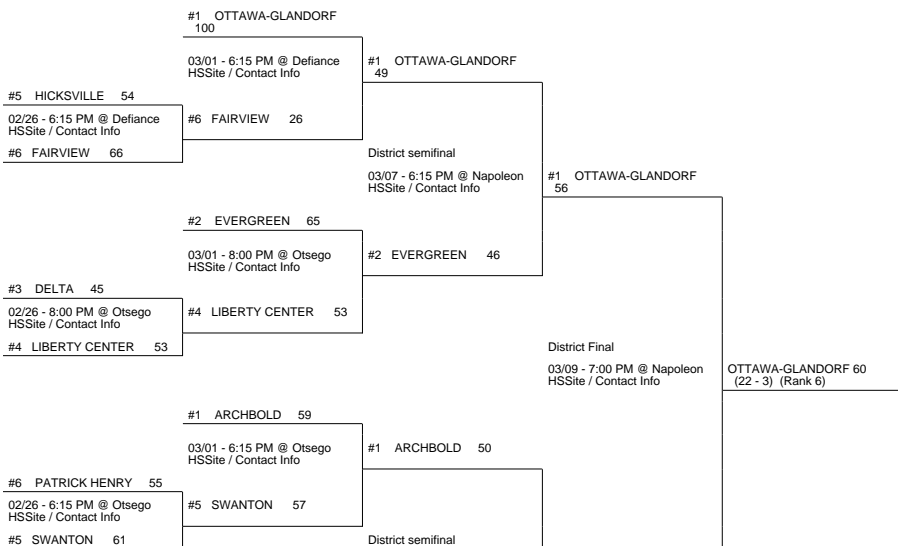 #1 OTTAWA-GLANDORF
100
03/01 - 6:15 PM @ Defiance
HSSite / Contact Info
#1 OTTAWA-GLANDORF
49
#5 HICKSVILLE 54
02/26 - 6:15 PM @ Defiance
HSSite / Contact Info
#6 FAIRVIEW 26
#6 FAIRVIEW 66
District semifinal
03/07 - 6:15 PM @ Napoleon
HSSite / Contact Info
#1 OTTAWA-GLANDORF
56
#2 EVERGREEN 65
03/01 - 8:00 PM @ Otsego
HSSite / Contact Info
#2 EVERGREEN 46
#3 DELTA 45
02/26 - 8:00 PM @ Otsego
HSSite / Contact Info
#4 LIBERTY CENTER 53
#4 LIBERTY CENTER 53
District Final
03/09 - 7:00 PM @ Napoleon
HSSite / Contact Info
OTTAWA-GLANDORF 60
(22 - 3) (Rank 6)
#1 ARCHBOLD 59
03/01 - 6:15 PM @ Otsego
HSSite / Contact Info
#1 ARCHBOLD 50
#6 PATRICK HENRY 55
02/26 - 6:15 PM @ Otsego
HSSite / Contact Info
#5 SWANTON 57
#5 SWANTON 61
District semifinal